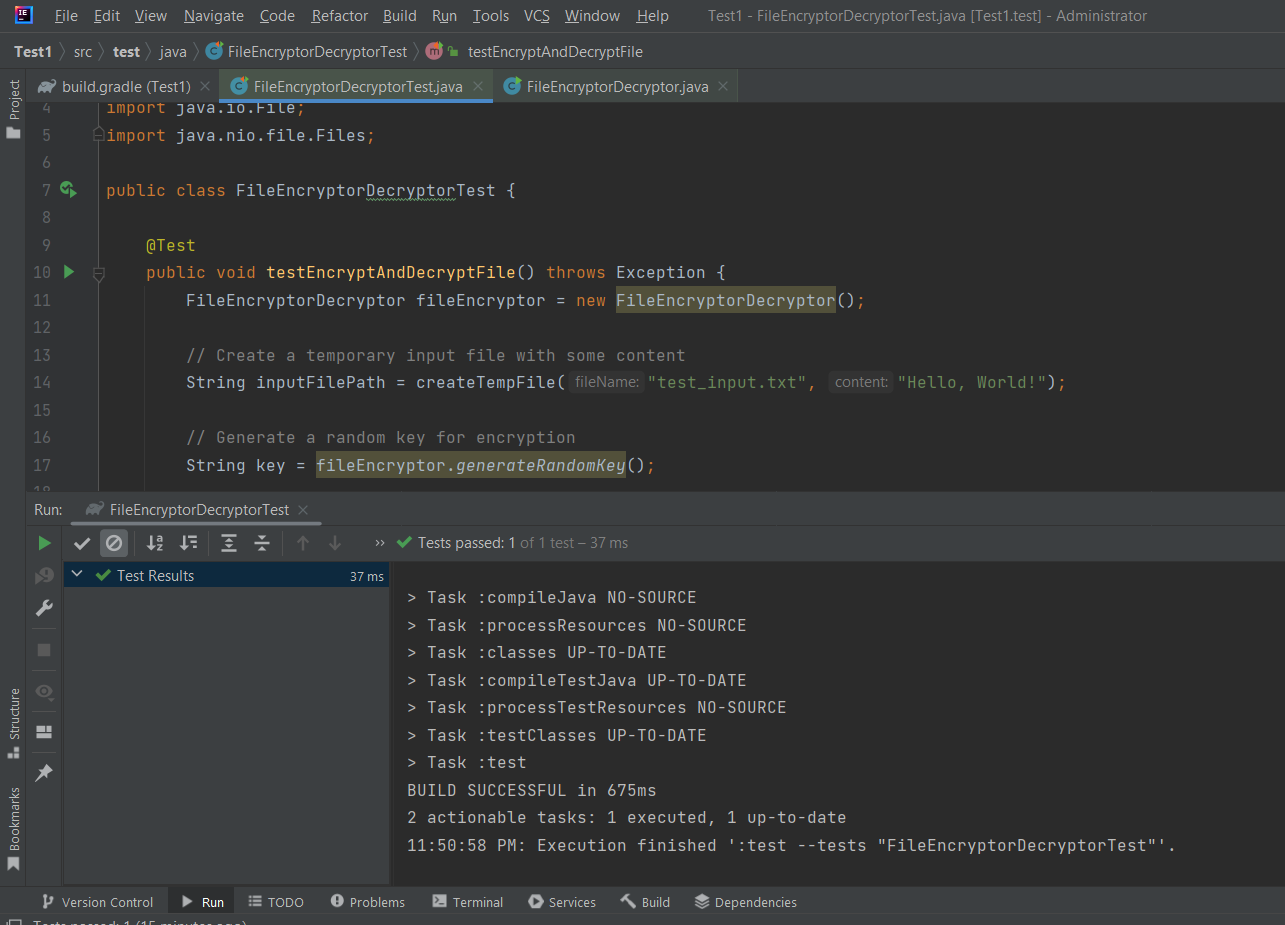 File Edit View Navigate Code Refactor Build Run Tools VCS Window Help Test1 - FileEncryptorDecryptorTest.java [Test1.test] - Administrator
Test1 src test java FileEncryptorDecryptorTest testEncryptAndDecryptFile
build.gradle (Test1) FileEncryptorDecryptorTest.java FileEncryptorDecryptor.java
Project
4 import java.io.File;
5 import java.nio.file.Files;
6
7 public class FileEncryptorDecryptorTest {
8
9 @Test
10 public void testEncryptAndDecryptFile() throws Exception {
11 FileEncryptorDecryptor fileEncryptor = new FileEncryptorDecryptor();
12
13 // Create a temporary input file with some content
14 String inputFilePath = createTempFile( fileName: "test_input.txt", content: "Hello, World!");
15
16 // Generate a random key for encryption
17 String key = fileEncryptor.generateRandomKey();
18
Run: FileEncryptorDecryptorTest
Tests passed: 1 of 1 test – 37 ms
Test Results 37 ms
> Task :compileJava NO-SOURCE
> Task :processResources NO-SOURCE
> Task :classes UP-TO-DATE
> Task :compileTestJava UP-TO-DATE
> Task :processTestResources NO-SOURCE
> Task :testClasses UP-TO-DATE
> Task :test
BUILD SUCCESSFUL in 675ms
2 actionable tasks: 1 executed, 1 up-to-date
11:50:58 PM: Execution finished ':test --tests "FileEncryptorDecryptorTest"'.
Structure
Bookmarks
Version Control Run TODO Problems Terminal Services Build Dependencies
Tests passed: 1 (15 minutes ago)